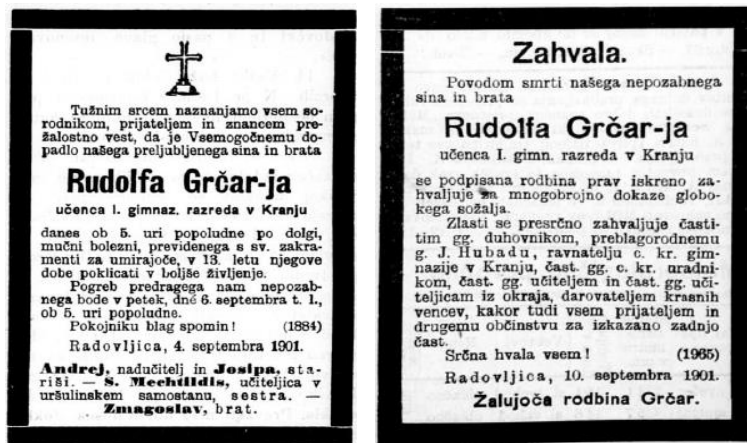 Tužnim srcem naznanjamo vsem so-
rodnikom, prijateljem in znancem pre-
žalostno vest, da je Vsemogočnemu do-
padlo našega preljubljenega sina in brata
Rudolfa Grčar-ja
učenca I. gimnaz. razreda v Kranju
danes ob 5. uri popoludne po dolgi,
mučni bolezni, previdenega s sv. zakra-
menti za umirajoče, v 13. letu njegove
dobe poklicati v boljše življenje.
Pogreb predragega nam nepozab-
nega bode v petek, dné 6. septembra t. l.,
ob 5. uri popoludne.
Pokojniku blag spomin! (1884)
Radovljica, 4. septembra 1901.
Andrej, nadučitelj in Josipa, sta-
riši. — S. Mechtildis, učiteljica v
uršulinskem samostanu, sestra. —
Zmagoslav, brat.
Zahvala.
Povodom smrti našega nepozabnega
sina in brata
Rudolfa Grčar-ja
učenca I. gimn. razreda v Kranju
se podpisana rodbina prav iskreno za-
hvaljuje za mnogobrojno dokaze globo-
kega sožalja.
Zlasti se presrčno zahvaljuje časti-
tim gg. duhovnikom, preblagorodnemu
g. J. Hubadu, ravnatelju c. kr. gim-
nazije v Kranju, čast. gg. c. kr. uradni-
kom, čast. gg. učiteljem in čast. gg. uči-
teljicam iz okraja, darovateljem krasnih
vencev, kakor tudi vsem prijateljem in
drugemu občinstvu za izkazano zadnjo
čast.
Srčna hvala vsem! (1965)
Radovljica, 10. septembra 1901.
Žalujoča rodbina Grčar.